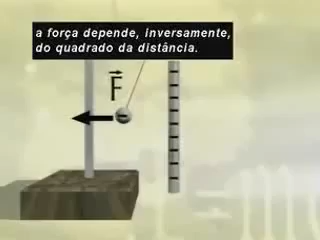 a força depende, inversamente,
do quadrado da distância.
F